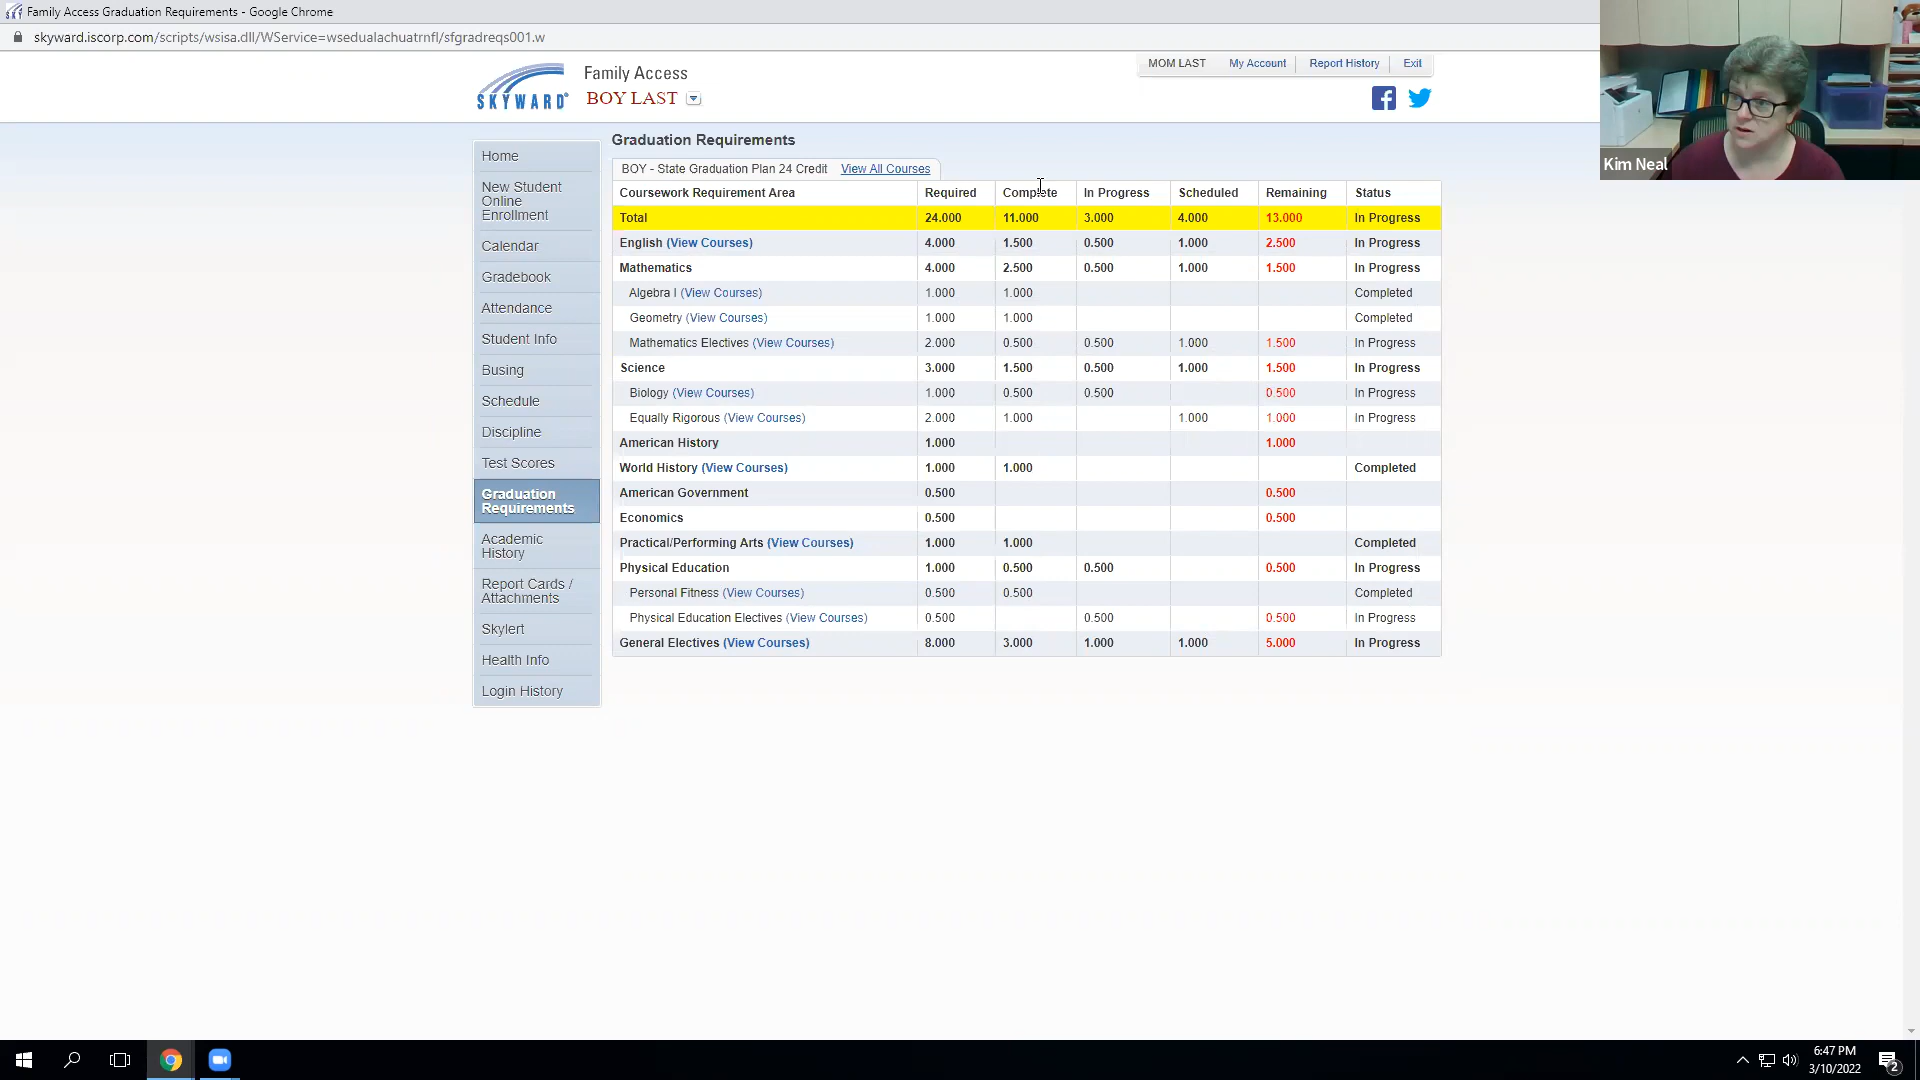 Family Access Graduation Requirements - Google Chrome
skyward.iscorp.com/scripts/wsisa.dll/WService=wsedualachuatrnfl/sfgradreqs001.w
SKYWARD®
Family Access
BOY LAST
MOM LAST My Account Report History Exit
Kim Neal
Home
New Student
Online
Enrollment
Calendar
Gradebook
Attendance
Student Info
Busing
Schedule
Discipline
Test Scores
Graduation
Requirements
Academic
History
Report Cards /
Attachments
Skylert
Health Info
Login History
Graduation Requirements
BOY - State Graduation Plan 24 Credit View All Courses
Coursework Requirement Area Required Complete In Progress Scheduled Remaining Status
Total 24.000 11.000 3.000 4.000 13.000 In Progress
English (View Courses) 4.000 1.500 0.500 1.000 2.500 In Progress
Mathematics 4.000 2.500 0.500 1.000 1.500 In Progress
Algebra I (View Courses) 1.000 1.000 Completed
Geometry (View Courses) 1.000 1.000 Completed
Mathematics Electives (View Courses) 2.000 0.500 0.500 1.000 1.500 In Progress
Science 3.000 1.500 0.500 1.000 1.500 In Progress
Biology (View Courses) 1.000 0.500 0.500 0.500 In Progress
Equally Rigorous (View Courses) 2.000 1.000 1.000 1.000 In Progress
American History 1.000 1.000
World History (View Courses) 1.000 1.000 Completed
American Government 0.500 0.500
Economics 0.500 0.500
Practical/Performing Arts (View Courses) 1.000 1.000 Completed
Physical Education 1.000 0.500 0.500 0.500 In Progress
Personal Fitness (View Courses) 0.500 0.500 Completed
Physical Education Electives (View Courses) 0.500 0.500 0.500 In Progress
General Electives (View Courses) 8.000 3.000 1.000 1.000 5.000 In Progress
6:47 PM
3/10/2022
2